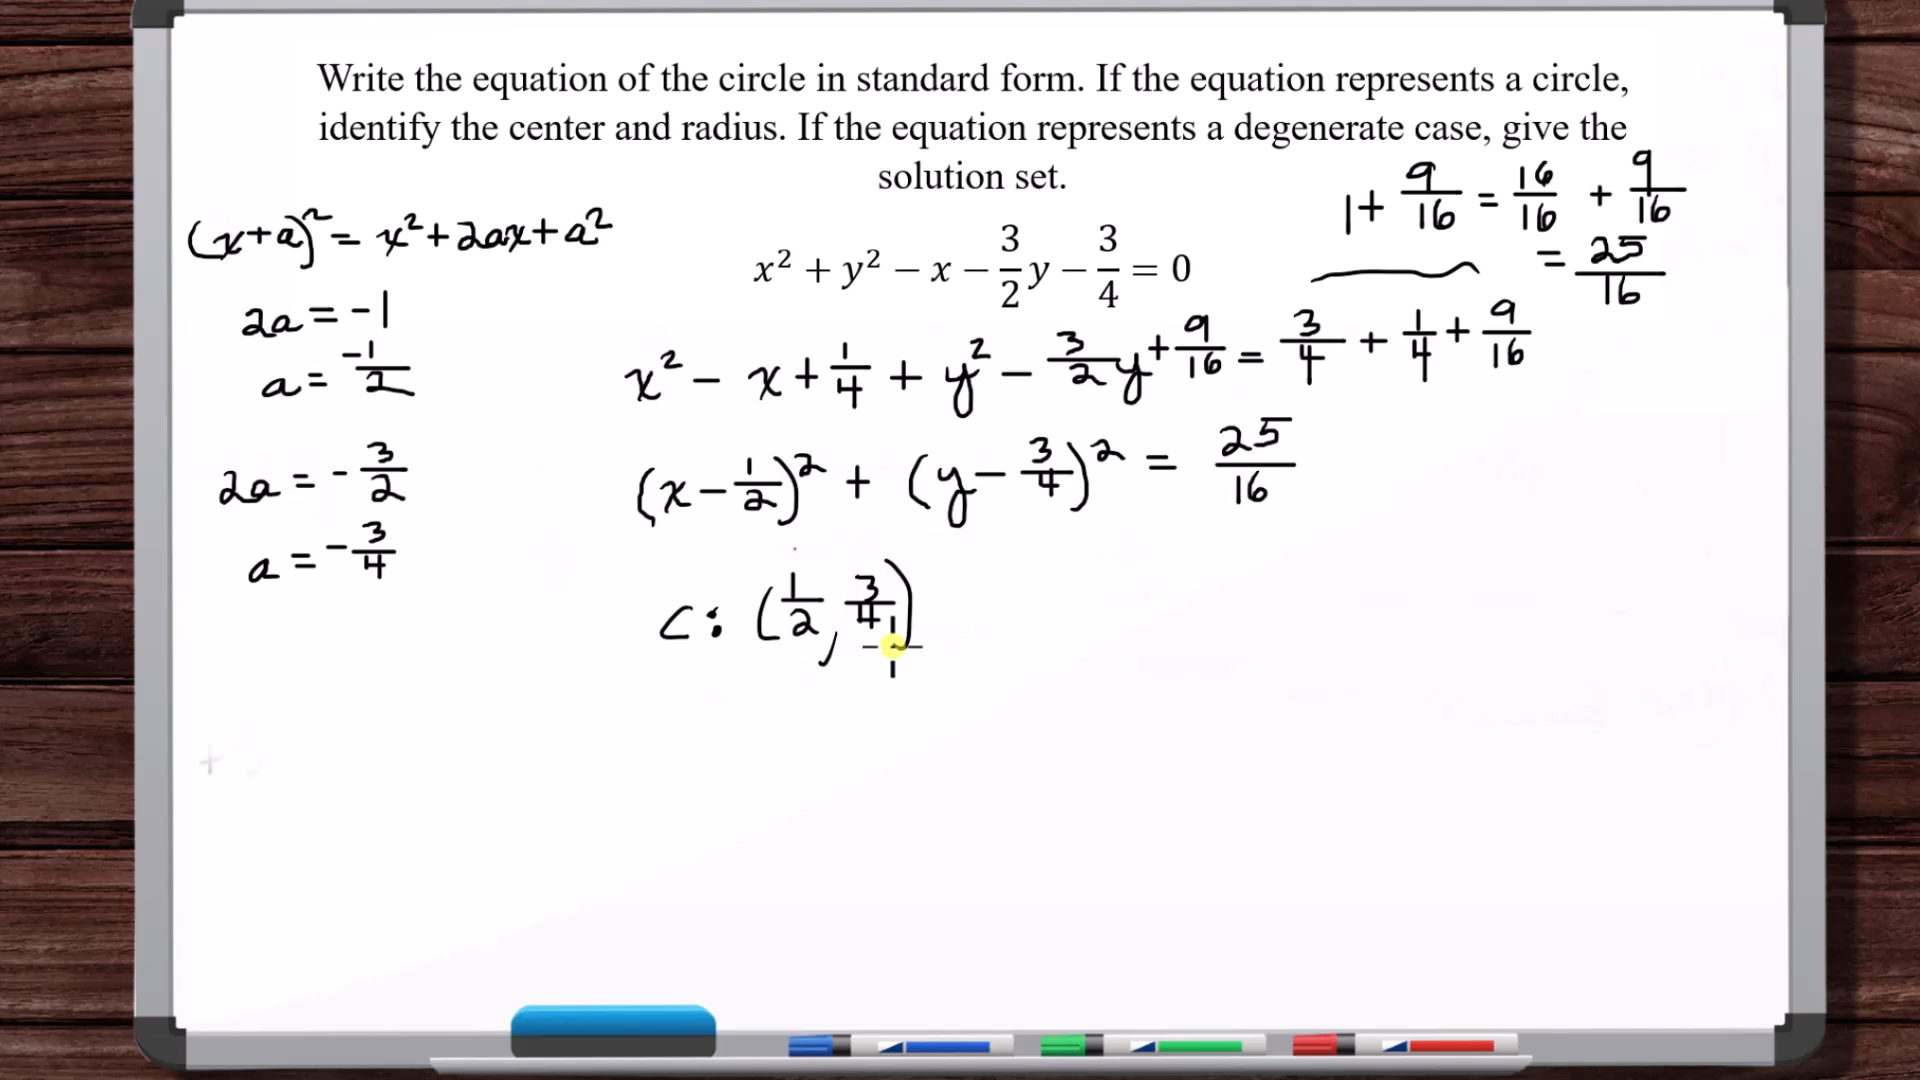 Write the equation of the circle in standard form. If the equation represents a circle,
identify the center and radius. If the equation represents a degenerate case, give the
solution set.
x² + y² − x − 3/2 y − 3/4 = 0
(x+a)² = x²+2ax+a²
2a = -1
a = -1/2
2a = -3/2
a = -3/4
1 + 9/16 = 16/16 + 9/16
= 25/16
x² - x + 1/4 + y² - 3/2 y + 9/16 = 3/4 + 1/4 + 9/16
(x - 1/2)² + (y - 3/4)² = 25/16
C: (1/2, 3/4)